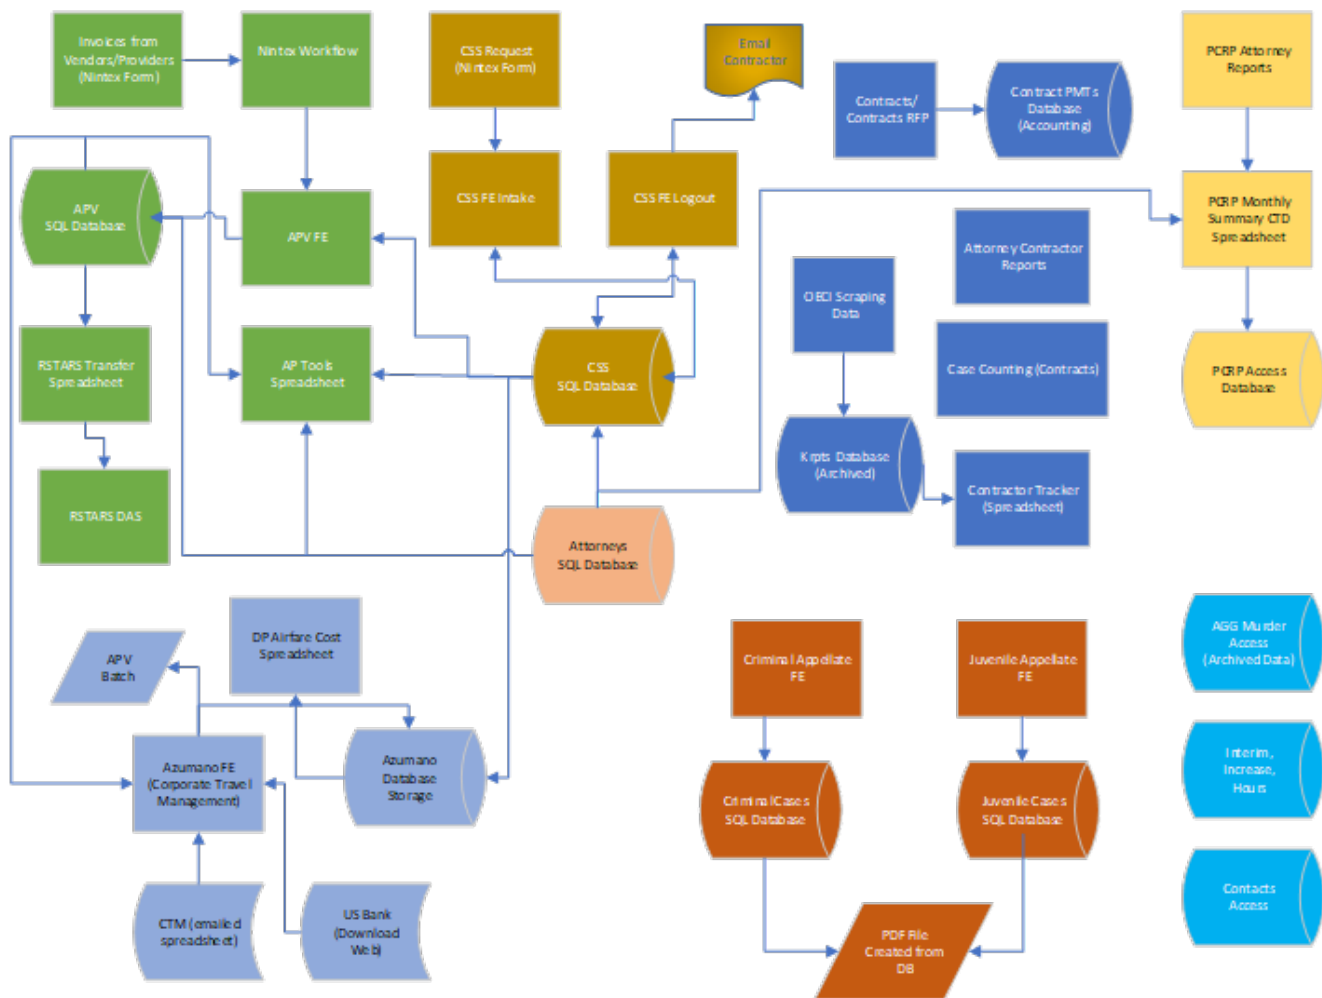 Invoices from
Vendors/Providers
(Nintex Form)
Nintex Workflow
CSS Request
(Nintex Form)
Email
Contractor
Contracts/
Contracts RFP
Contract PMTs
Database
(Accounting)
PCRP Attorney
Reports
APV
SQL Database
APV FE
CSS FE Intake
CSS FE Logout
PCRP Monthly
Summary CTD
Spreadsheet
Attorney Contractor
Reports
OECI Scraping
Data
RSTARS Transfer
Spreadsheet
AP Tools
Spreadsheet
CSS
SQL Database
Case Counting (Contracts)
PCRP Access
Database
Krpts Database
(Archived)
Contractor Tracker
(Spreadsheet)
RSTARS DAS
Attorneys
SQL Database
APV
Batch
DP Airfare Cost
Spreadsheet
Criminal Appellate
FE
Juvenile Appellate
FE
AGG Murder
Access
(Archived Data)
Azumano FE
(Corporate Travel
Management)
Azumano
Database
Storage
Criminal Cases
SQL Database
Juvenile Cases
SQL Database
Interim,
Increase,
Hours
CTM (emailed
spreadsheet)
US Bank
(Download
Web)
PDF File
Created from
DB
Contacts
Access